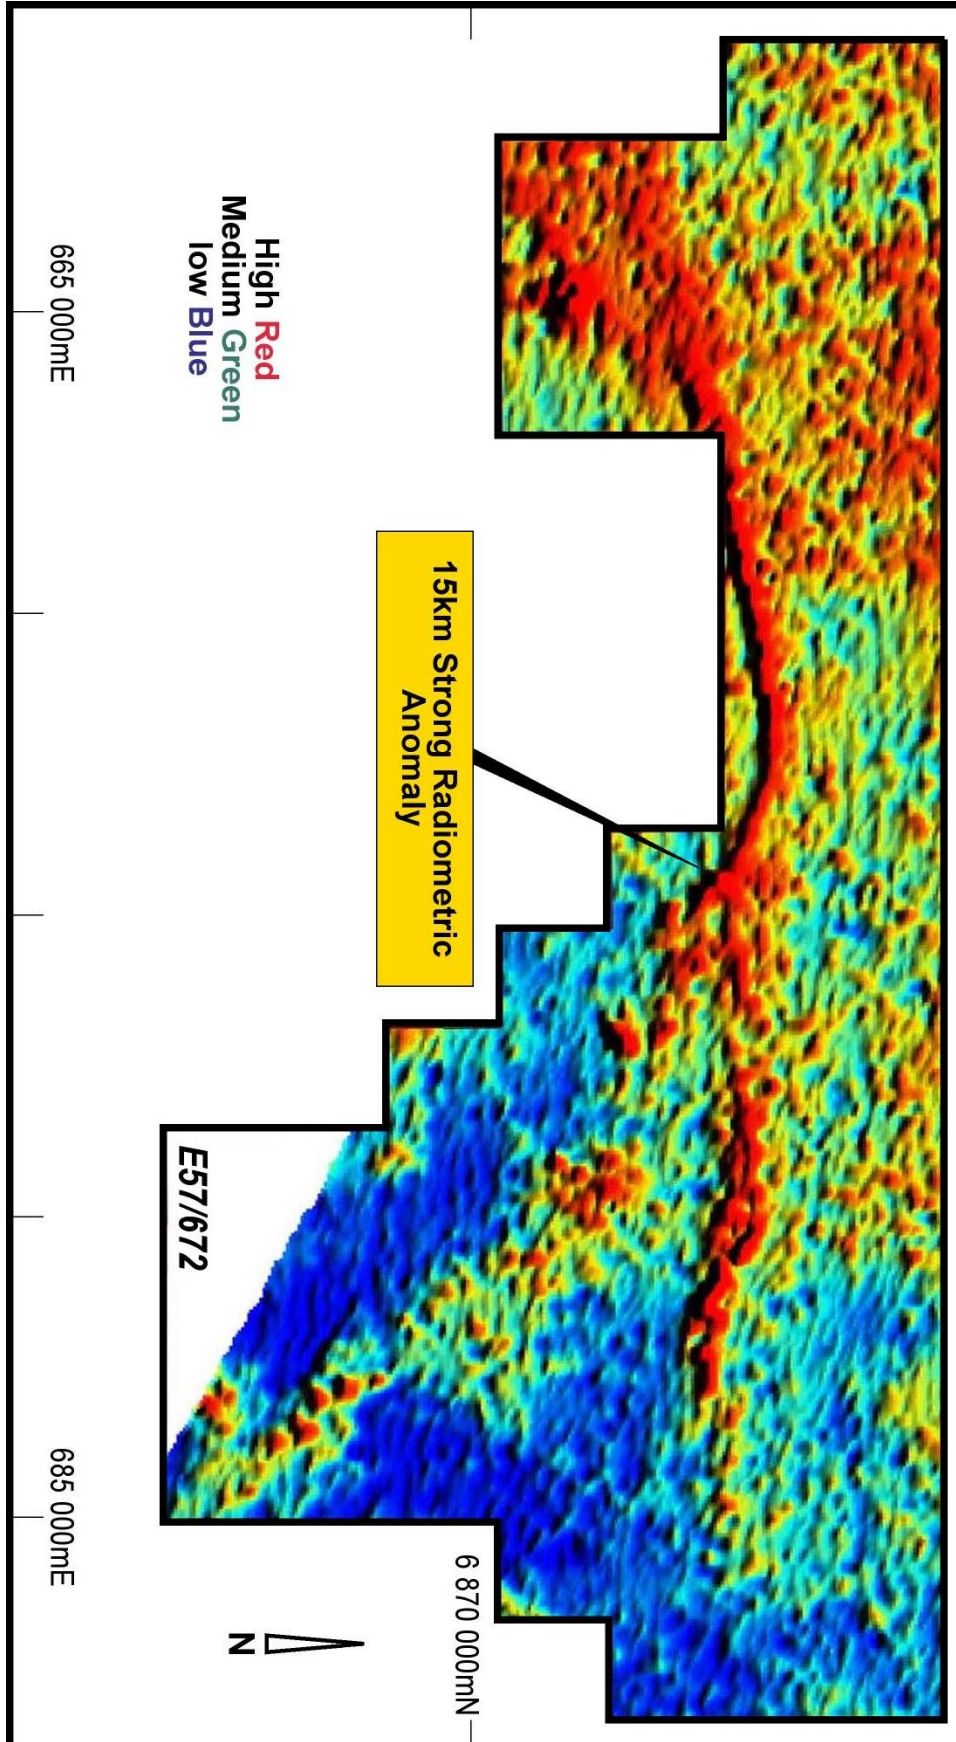 15km Strong Radiometric
Anomaly
High Red
Medium Green
low Blue
E57/672
6 870 000mN
N
665 000mE
685 000mE